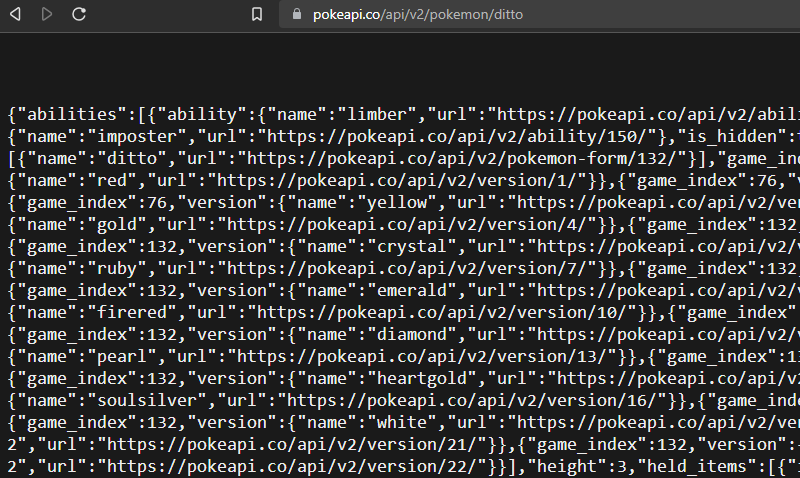 pokeapi.co/api/v2/pokemon/ditto
{"abilities":[{"ability":{"name":"limber","url":"https://pokeapi.co/api/v2/abili
{"name":"imposter","url":"https://pokeapi.co/api/v2/ability/150/"},"is_hidden":
[{"name":"ditto","url":"https://pokeapi.co/api/v2/pokemon-form/132/"}],"game_ind
{"name":"red","url":"https://pokeapi.co/api/v2/version/1/"}},{"game_index":76,"v
{"game_index":76,"version":{"name":"yellow","url":"https://pokeapi.co/api/v2/ver
{"name":"gold","url":"https://pokeapi.co/api/v2/version/4/"}},{"game_index":132,
{"game_index":132,"version":{"name":"crystal","url":"https://pokeapi.co/api/v2/v
{"name":"ruby","url":"https://pokeapi.co/api/v2/version/7/"}},{"game_index":132,
{"game_index":132,"version":{"name":"emerald","url":"https://pokeapi.co/api/v2/v
{"name":"firered","url":"https://pokeapi.co/api/v2/version/10/"}},{"game_index"
{"game_index":132,"version":{"name":"diamond","url":"https://pokeapi.co/api/v2/v
{"name":"pearl","url":"https://pokeapi.co/api/v2/version/13/"}},{"game_index":13
{"game_index":132,"version":{"name":"heartgold","url":"https://pokeapi.co/api/v2
{"name":"soulsilver","url":"https://pokeapi.co/api/v2/version/16/"}},{"game_inde
{"game_index":132,"version":{"name":"white","url":"https://pokeapi.co/api/v2/ver
2","url":"https://pokeapi.co/api/v2/version/21/"}},{"game_index":132,"version":
2","url":"https://pokeapi.co/api/v2/version/22/"}}],"height":3,"held_items":[{"